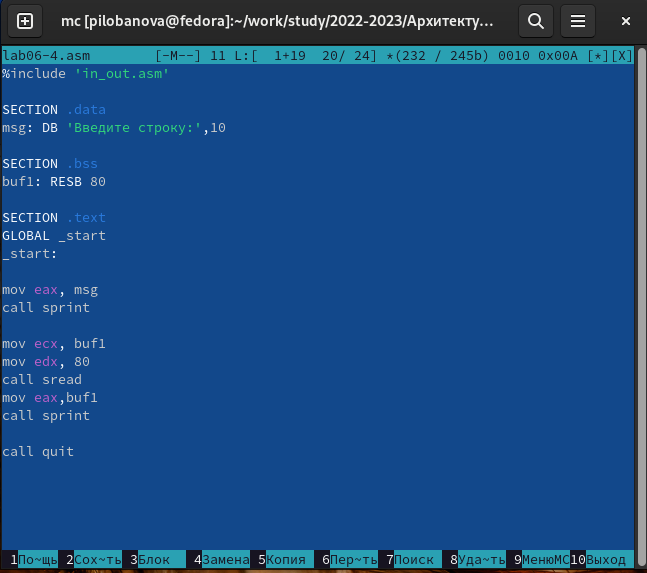 mc [pilobanova@fedora]:~/work/study/2022-2023/Архитекту...
lab06-4.asm [-M--] 11 L:[ 1+19 20/ 24] *(232 / 245b) 0010 0x00A [*][X]
%include 'in_out.asm'
SECTION .data
msg: DB 'Введите строку:',10
SECTION .bss
buf1: RESB 80
SECTION .text
GLOBAL _start
_start:
mov eax, msg
call sprint
mov ecx, buf1
mov edx, 80
call sread
mov eax,buf1
call sprint
call quit
1По~щь 2Сох~ть 3Блок 4Замена 5Копия 6Пер~ть 7Поиск 8Уда~ть 9МенюMC 10Выход